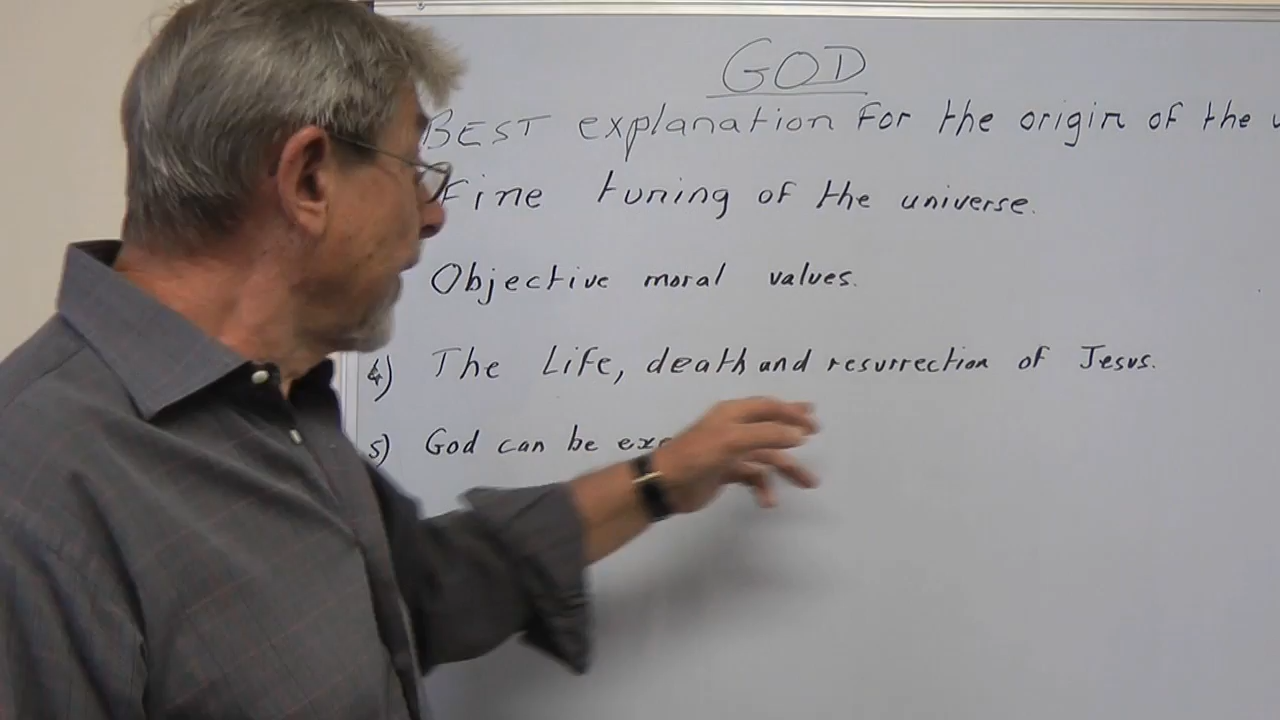 GOD
BEST explanation for the origin of the
Fine tuning of the universe.
Objective moral values.
4) The Life, death and resurrection of Jesus.
5) God can be